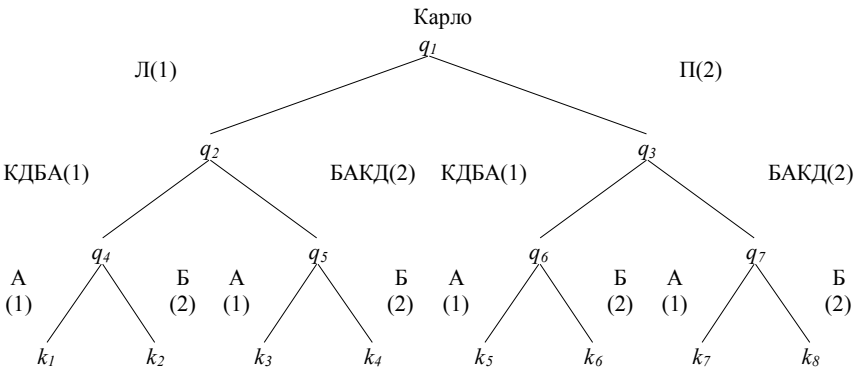 Карло
q1
Л(1) П(2)
q2 q3
КДБА(1) БАКД(2) КДБА(1) БАКД(2)
q4 q5 q6 q7
А Б А Б А Б А Б
(1) (2) (1) (2) (1) (2) (1) (2)
k1 k2 k3 k4 k5 k6 k7 k8